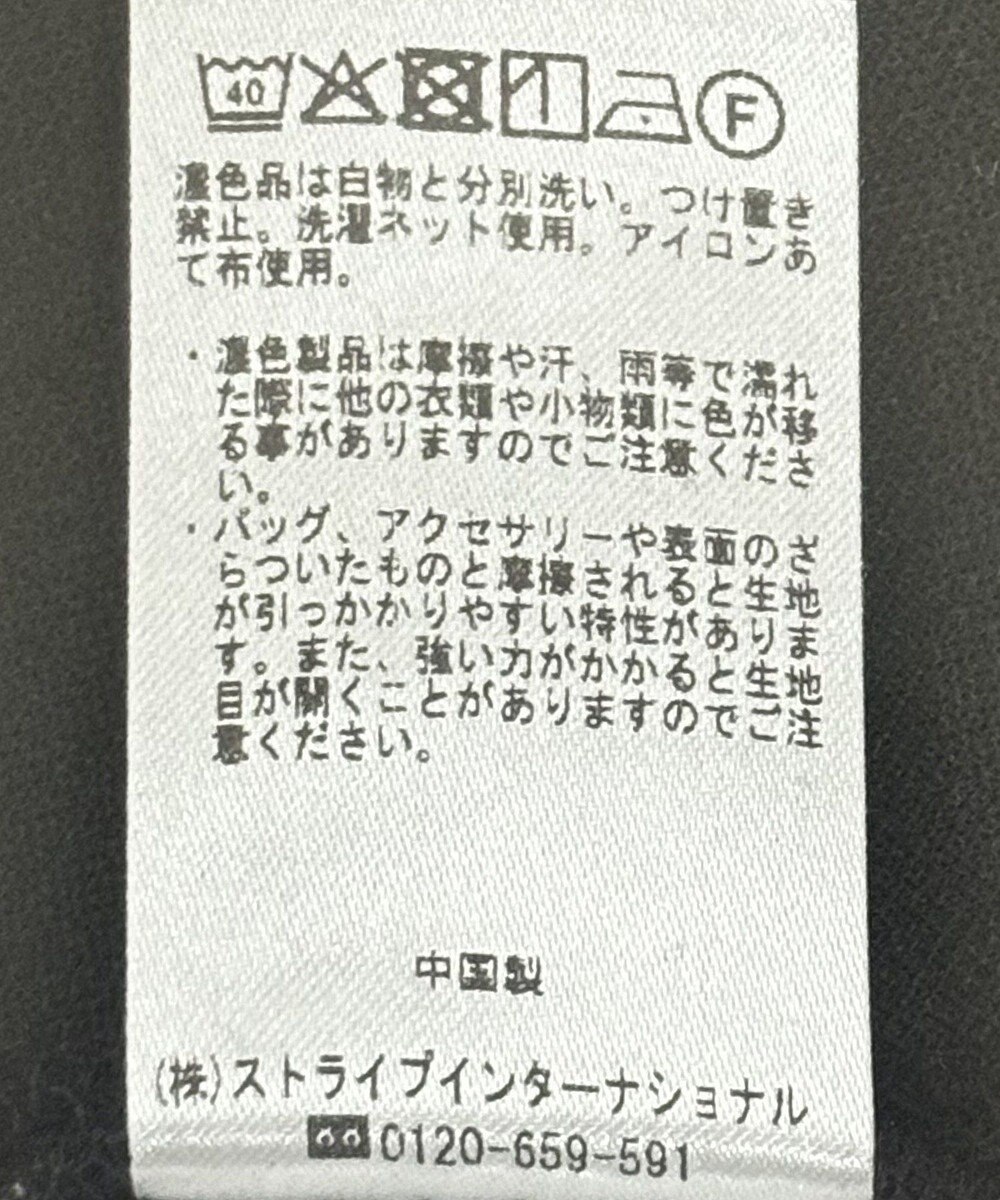 40
F
濃色品は白物と分別洗い。つけ置き
禁止。洗濯ネット使用。アイロンあ
て布使用。
・濃色製品は摩擦や汗、雨等で濡れ
た際に他の衣類や小物類に色が移
る事がありますのでご注意くださ
い。
・バッグ、アクセサリーや表面のざ
らついたものと摩擦されると生地
が引っかかりやすい特性がありま
す。また、強い力がかかると生地
目が開くことがありますのでご注
意ください。
中国製
(株)ストライプインターナショナル
0120-659-591